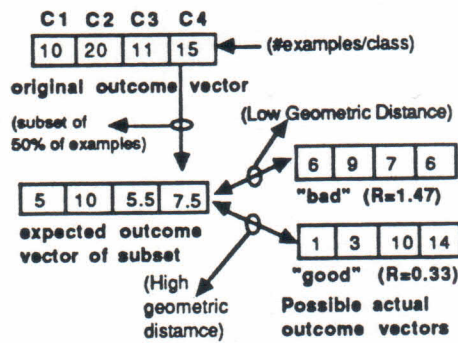 C1 C2 C3 C4
10 20 11 15
(#examples/class)
original outcome vector
(subset of
50% of examples)
(Low Geometric Distance)
6 9 7 6
"bad" (R=1.47)
5 10 5.5 7.5
expected outcome
vector of subset
1 3 10 14
"good" (R=0.33)
(High
geometric
distamce)
Possible actual
outcome vectors